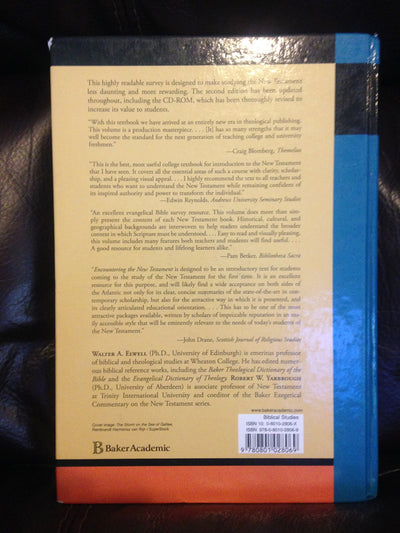 This highly readable survey is designed to make studying the New Testament
less daunting and more rewarding. The second edition has been updated
throughout, including the CD-ROM, which has been thoroughly revised to
increase its value to students.
"With this textbook we have arrived at an entirely new era in theological publishing.
This volume is a production masterpiece. . . . [It] has so many strengths that it may
well become the standard for the next generation of teaching college and university
freshmen."
—Craig Blomberg, Themelios
"This is the best, most useful college textbook for introduction to the New Testament
that I have seen. It covers all the essential areas of such a course with clarity, scholar-
ship, and a pleasing visual appeal. . . . I highly recommend the text to all teachers and
students who want to understand the New Testament while remaining confident of
its inspired authority and power to transform the individual."
—Edwin Reynolds, Andrews University Seminary Studies
"An excellent evangelical Bible survey resource. This volume does more than sim-
ply present the content of each New Testament book. Historical, cultural, and
geographical backgrounds are interwoven to help readers understand the broader
context in which Scripture must be understood. . . . Easy to read and visually pleasing,
this volume includes many features both teachers and students will find useful. . . .
A good resource for students and lifelong learners alike."
—Pam Betker, Bibliotheca Sacra
"Encountering the New Testament is designed to be an introductory text for students
coming to the study of the New Testament for the first time. It is an excellent
resource for this purpose, and will likely find a wide acceptance on both sides of
the Atlantic not only for its clear, concise summaries of the state-of-the-art in con-
temporary scholarship, but also for the attractive way in which it is presented, and
its clearly articulated educational orientation. . . . This has to be one of the most
attractive packages available, written by scholars of impeccable reputation in an eas-
ily accessible style that will be eminently relevant to the needs of today's students of
the New Testament."
—John Drane, Scottish Journal of Religious Studies
WALTER A. ELWELL (Ph.D., University of Edinburgh) is emeritus professor
of biblical and theological studies at Wheaton College. He has edited numer-
ous biblical reference works, including the Baker Theological Dictionary of the
Bible and the Evangelical Dictionary of Theology. ROBERT W. YARBROUGH
(Ph.D., University of Aberdeen) is associate professor of New Testament
at Trinity International University and coeditor of the Baker Exegetical
Commentary on the New Testament series.
www.bakeracademic.com
Biblical Studies
ISBN 10: 0-8010-2806-X
ISBN 978-0-8010-2806-9
9 780801 028069
B BakerAcademic
Cover image: The Storm on the Sea of Galilee,
Rembrandt Harmensz van Rijn / SuperStock